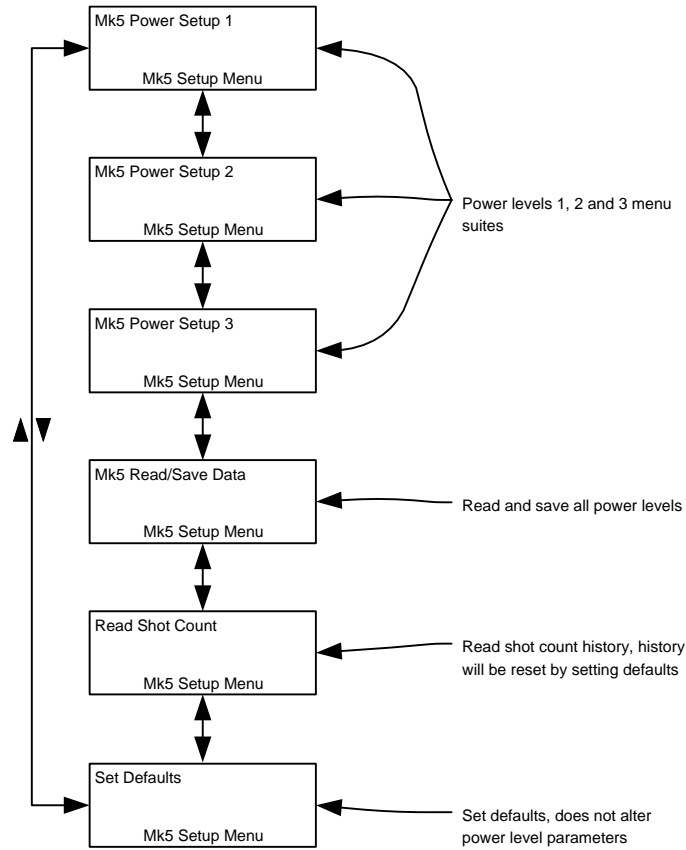 Mk5 Power Setup 1
Mk5 Setup Menu
Mk5 Power Setup 2
Mk5 Setup Menu
Power levels 1, 2 and 3 menu
suites
Mk5 Power Setup 3
Mk5 Setup Menu
Mk5 Read/Save Data
Mk5 Setup Menu
Read and save all power levels
Read Shot Count
Mk5 Setup Menu
Read shot count history, history
will be reset by setting defaults
Set Defaults
Mk5 Setup Menu
Set defaults, does not alter
power level parameters